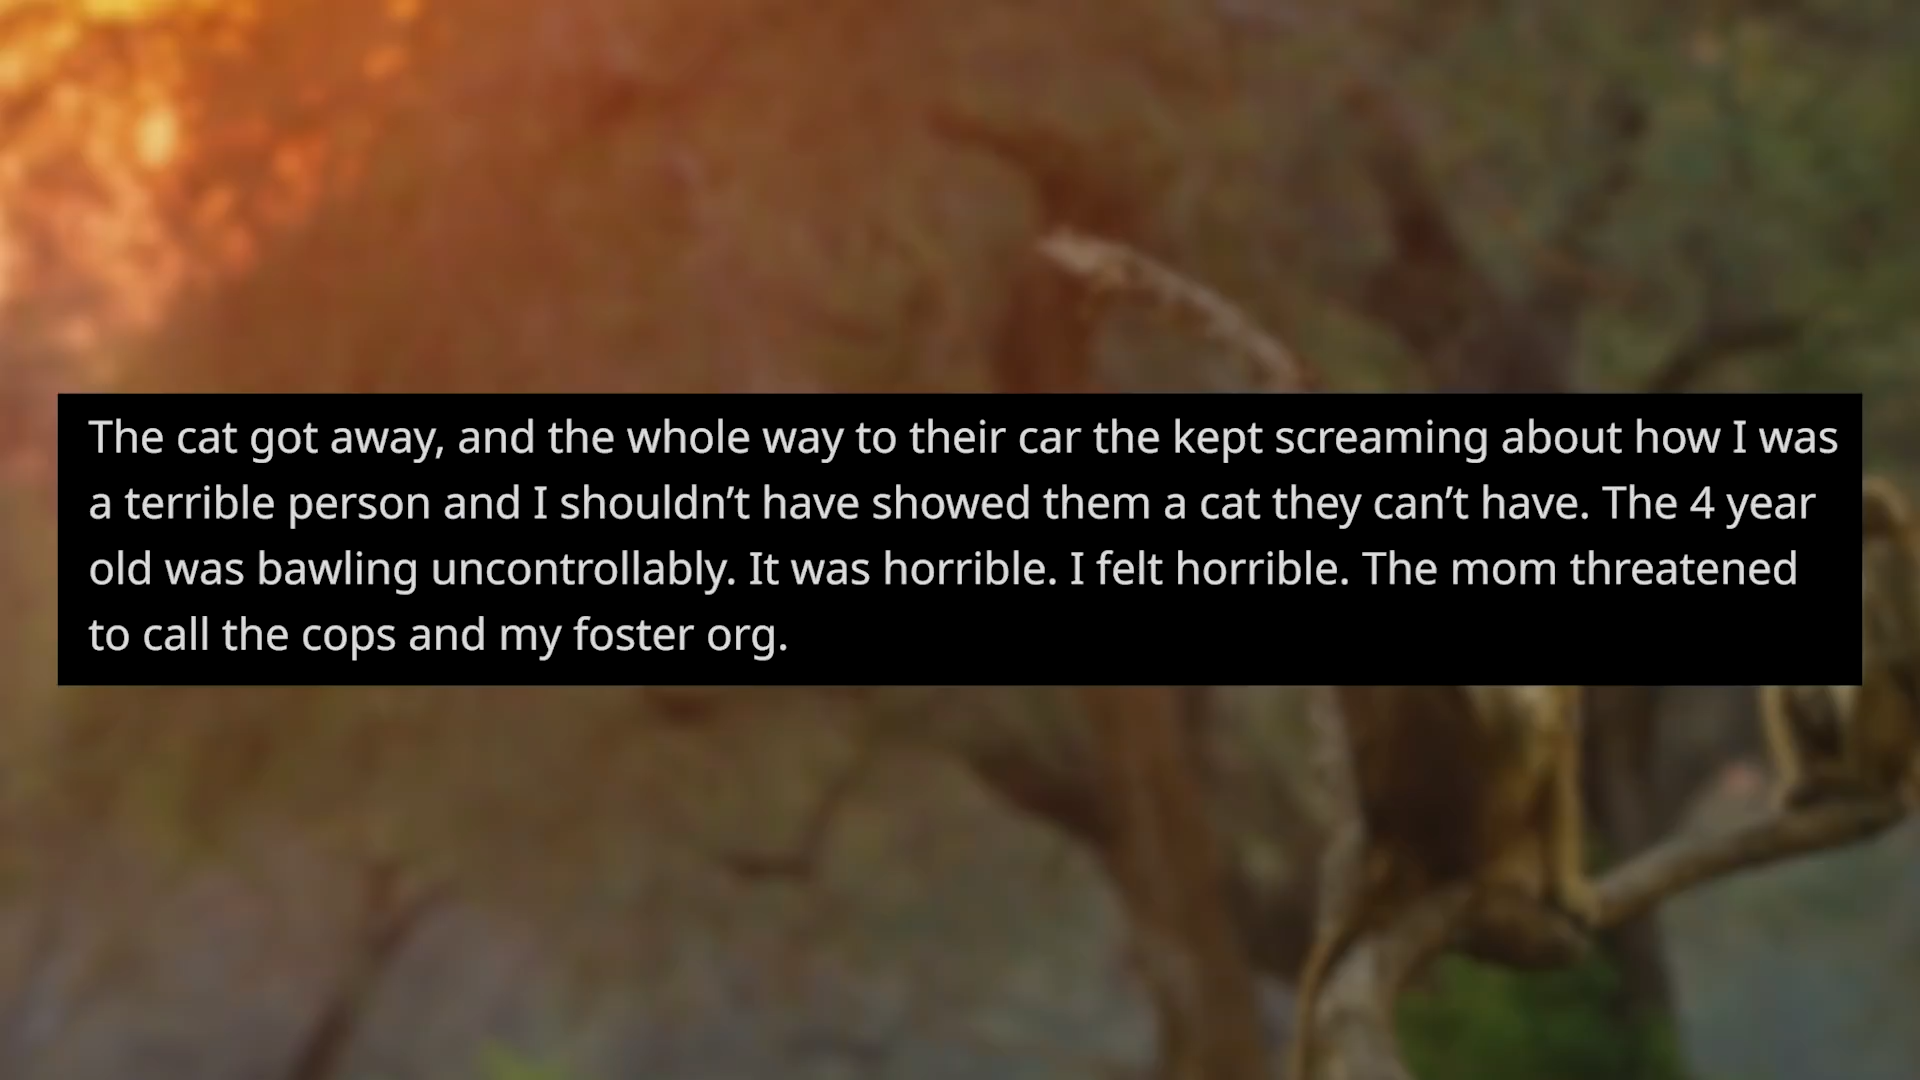 The cat got away, and the whole way to their car the kept screaming about how I was
a terrible person and I shouldn’t have showed them a cat they can’t have. The 4 year
old was bawling uncontrollably. It was horrible. I felt horrible. The mom threatened
to call the cops and my foster org.